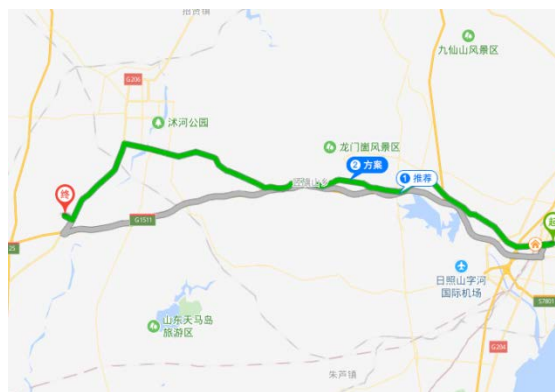 招贤镇
九仙山风景区
G206
沭河公园
龙门崮风景区
2 方案
1 推荐
终
G1511
25
起
日照山字河
国际机场
S7801
山东天马岛
旅游区
G204
朱芦镇